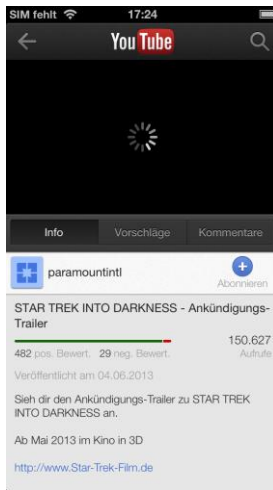 SIM fehlt 17:24
YouTube
Info Vorschläge Kommentare
paramountintl
Abonnieren
STAR TREK INTO DARKNESS - Ankündigungs-
Trailer
150.627
482 pos. Bewert. 29 neg. Bewert. Aufrufe
Veröffentlicht am 04.06.2013
Sieh dir den Ankündigungs-Trailer zu STAR TREK
INTO DARKNESS an.
Ab Mai 2013 im Kino in 3D
http://www.Star-Trek-Film.de